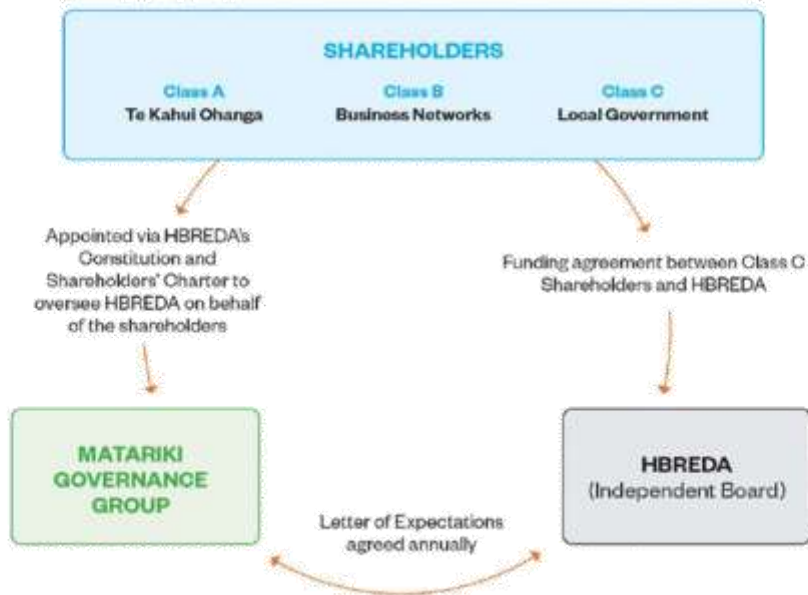 SHAREHOLDERS
Class A
Te Kahui Ohanga
Class B
Business Networks
Class C
Local Government
Appointed via HBREDA's
Constitution and
Shareholders' Charter to
oversee HBREDA on behalf
of the shareholders
Funding agreement between Class C
Shareholders and HBREDA
MATARIKI
GOVERNANCE
GROUP
HBREDA
(Independent Board)
Letter of Expectations
agreed annually